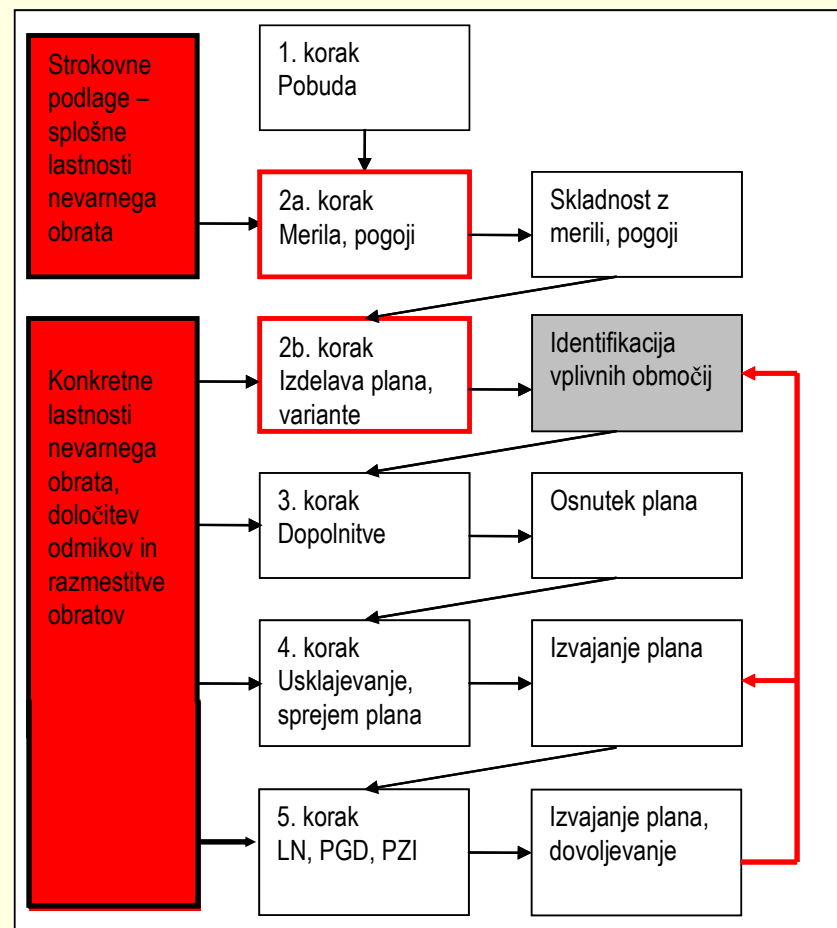 Strokovne
podlage –
splošne
lastnosti
nevarnega
obrata
1. korak
Pobuda
2a. korak
Merila, pogoji
Skladnost z
merili, pogoji
Konkretne
lastnosti
nevarnega
obrata,
določitev
odmikov in
razmestitve
obratov
2b. korak
Izdelava plana,
variante
Identifikacija
vplivnih območij
3. korak
Dopolnitve
Osnutek plana
4. korak
Usklajevanje,
sprejem plana
Izvajanje plana
5. korak
LN, PGD, PZI
Izvajanje plana,
dovoljevanje